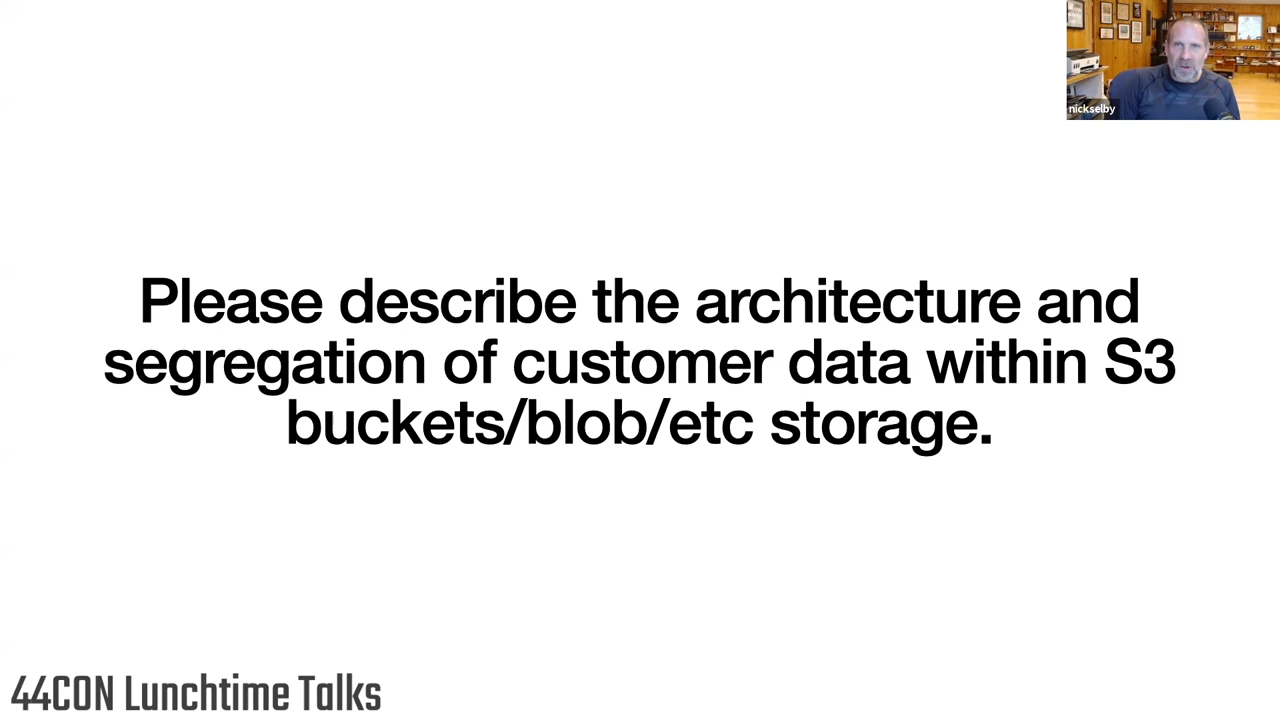 nickselby
Please describe the architecture and
segregation of customer data within S3
buckets/blob/etc storage.
44CON Lunchtime Talks